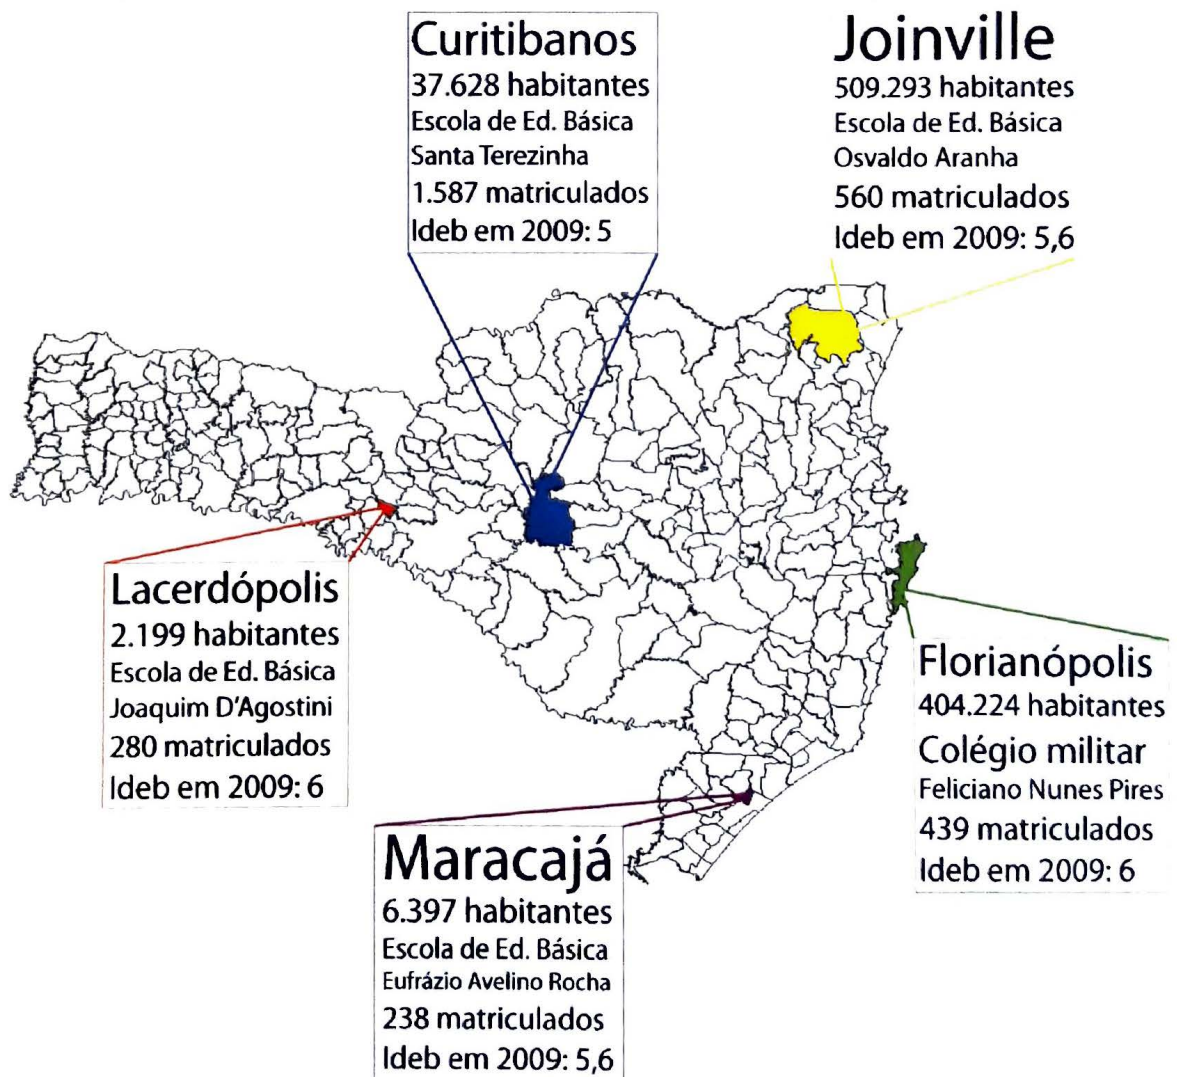 Curitibanos
37.628 habitantes
Escola de Ed. Básica
Santa Terezinha
1.587 matriculados
Ideb em 2009: 5
Joinville
509.293 habitantes
Escola de Ed. Básica
Osvaldo Aranha
560 matriculados
Ideb em 2009: 5,6
Lacerdópolis
2.199 habitantes
Escola de Ed. Básica
Joaquim D'Agostini
280 matriculados
Ideb em 2009: 6
Florianópolis
404.224 habitantes
Colégio militar
Feliciano Nunes Pires
439 matriculados
Ideb em 2009: 6
Maracajá
6.397 habitantes
Escola de Ed. Básica
Eufrázio Avelino Rocha
238 matriculados
Ideb em 2009: 5,6